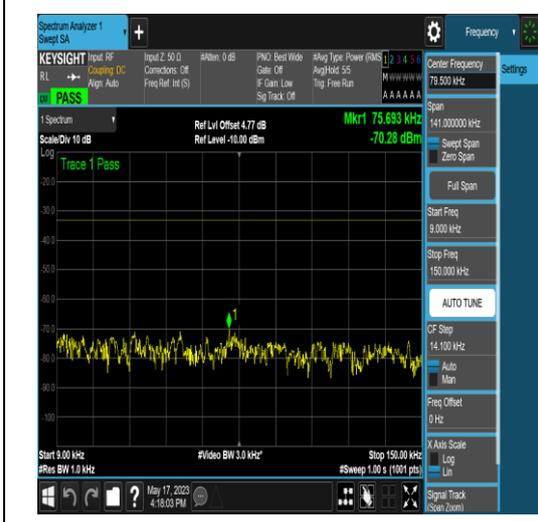 Spectrum Analyzer 1
Swept SA
+
Frequency
KEYSIGHT
RL
Input: RF
Coupling: DC
Align: Auto
Input Z: 50 Ω
Corrections: Off
Freq Ref: Int (S)
#Atten: 0 dB
PNO: Best Wide
Gate: Off
IF Gain: Low
Sig Track: Off
#Avg Type: Power (RMS
Avg|Hold: 5/5
Trig: Free Run
1 2 3 4 5 6
M W W W W W
A A A A A A
PASS
1 Spectrum
Scale/Div 10 dB
Ref Lvl Offset 4.77 dB
Ref Level -10.00 dBm
Mkr1 75.693 kHz
-70.28 dBm
Log
Trace 1 Pass
-20.0
-30.0
-40.0
-50.0
-60.0
-70.0
-80.0
-90.0
-100
1
Start 9.00 kHz
#Video BW 3.0 kHz*
Stop 150.00 kHz
#Res BW 1.0 kHz
#Sweep 1.00 s (1001 pts)
?
May 17, 2023
4:18:03 PM
Settings
Center Frequency
79.500 kHz
Span
141.000000 kHz
Swept Span
Zero Span
Full Span
Start Freq
9.000 kHz
Stop Freq
150.000 kHz
AUTO TUNE
CF Step
14.100 kHz
Auto
Man
Freq Offset
0 Hz
X Axis Scale
Log
Lin
Signal Track
(Span Zoom)